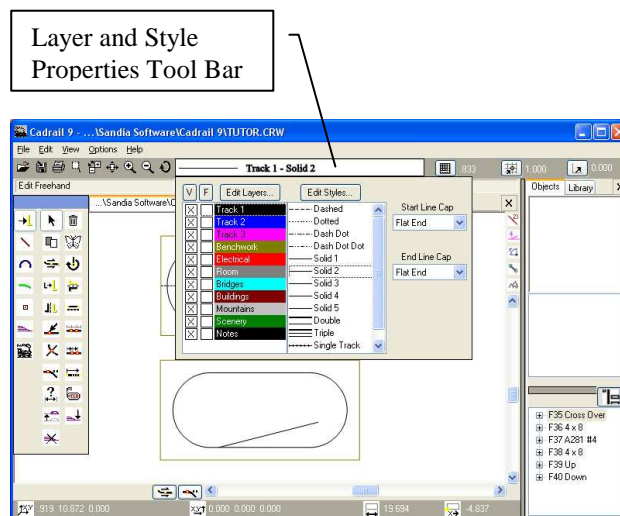 Layer and Style
Properties Tool Bar
Cadrail 9 - ...\Sandia Software\Cadrail 9\TUTOR.CRW
File Edit View Options Help
Track 1 - Solid 2
.833
1.000
0.000
Edit Freehand
Objects Library
...\Sandia Software\C
V F Edit Layers... Edit Styles...
Start Line Cap
Flat End
End Line Cap
Flat End
Track 1
Track 2
Track 3
Benchwork
Electrical
Room
Bridges
Buildings
Mountains
Scenery
Notes
Dashed
Dotted
Dash Dot
Dash Dot Dot
Solid 1
Solid 2
Solid 3
Solid 4
Solid 5
Double
Triple
Single Track
F35 Cross Over
F36 4 x 8
F37 A281 #4
F38 4 x 8
F39 Up
F40 Down
.919 10.872 0.000
0.000 0.000 0.000
19.694
-4.837